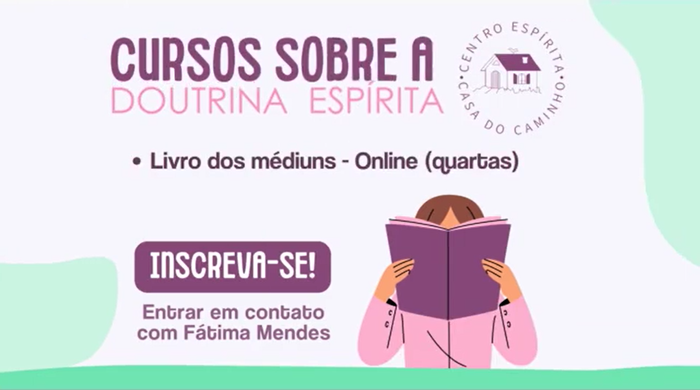 CURSOS SOBRE A
DOUTRINA ESPÍRITA
CENTRO ESPÍRITA
CASA DO CAMINHO
• Livro dos médiuns - Online (quartas)
INSCREVA-SE!
Entrar em contato
com Fátima Mendes